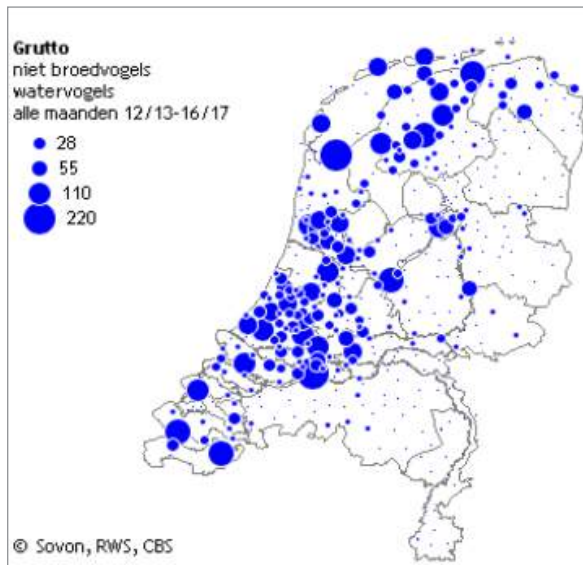 Grutto
niet broedvogels
watervogels
alle maanden 12/13-16/17
28
55
110
220
© Sovon, RWS, CBS